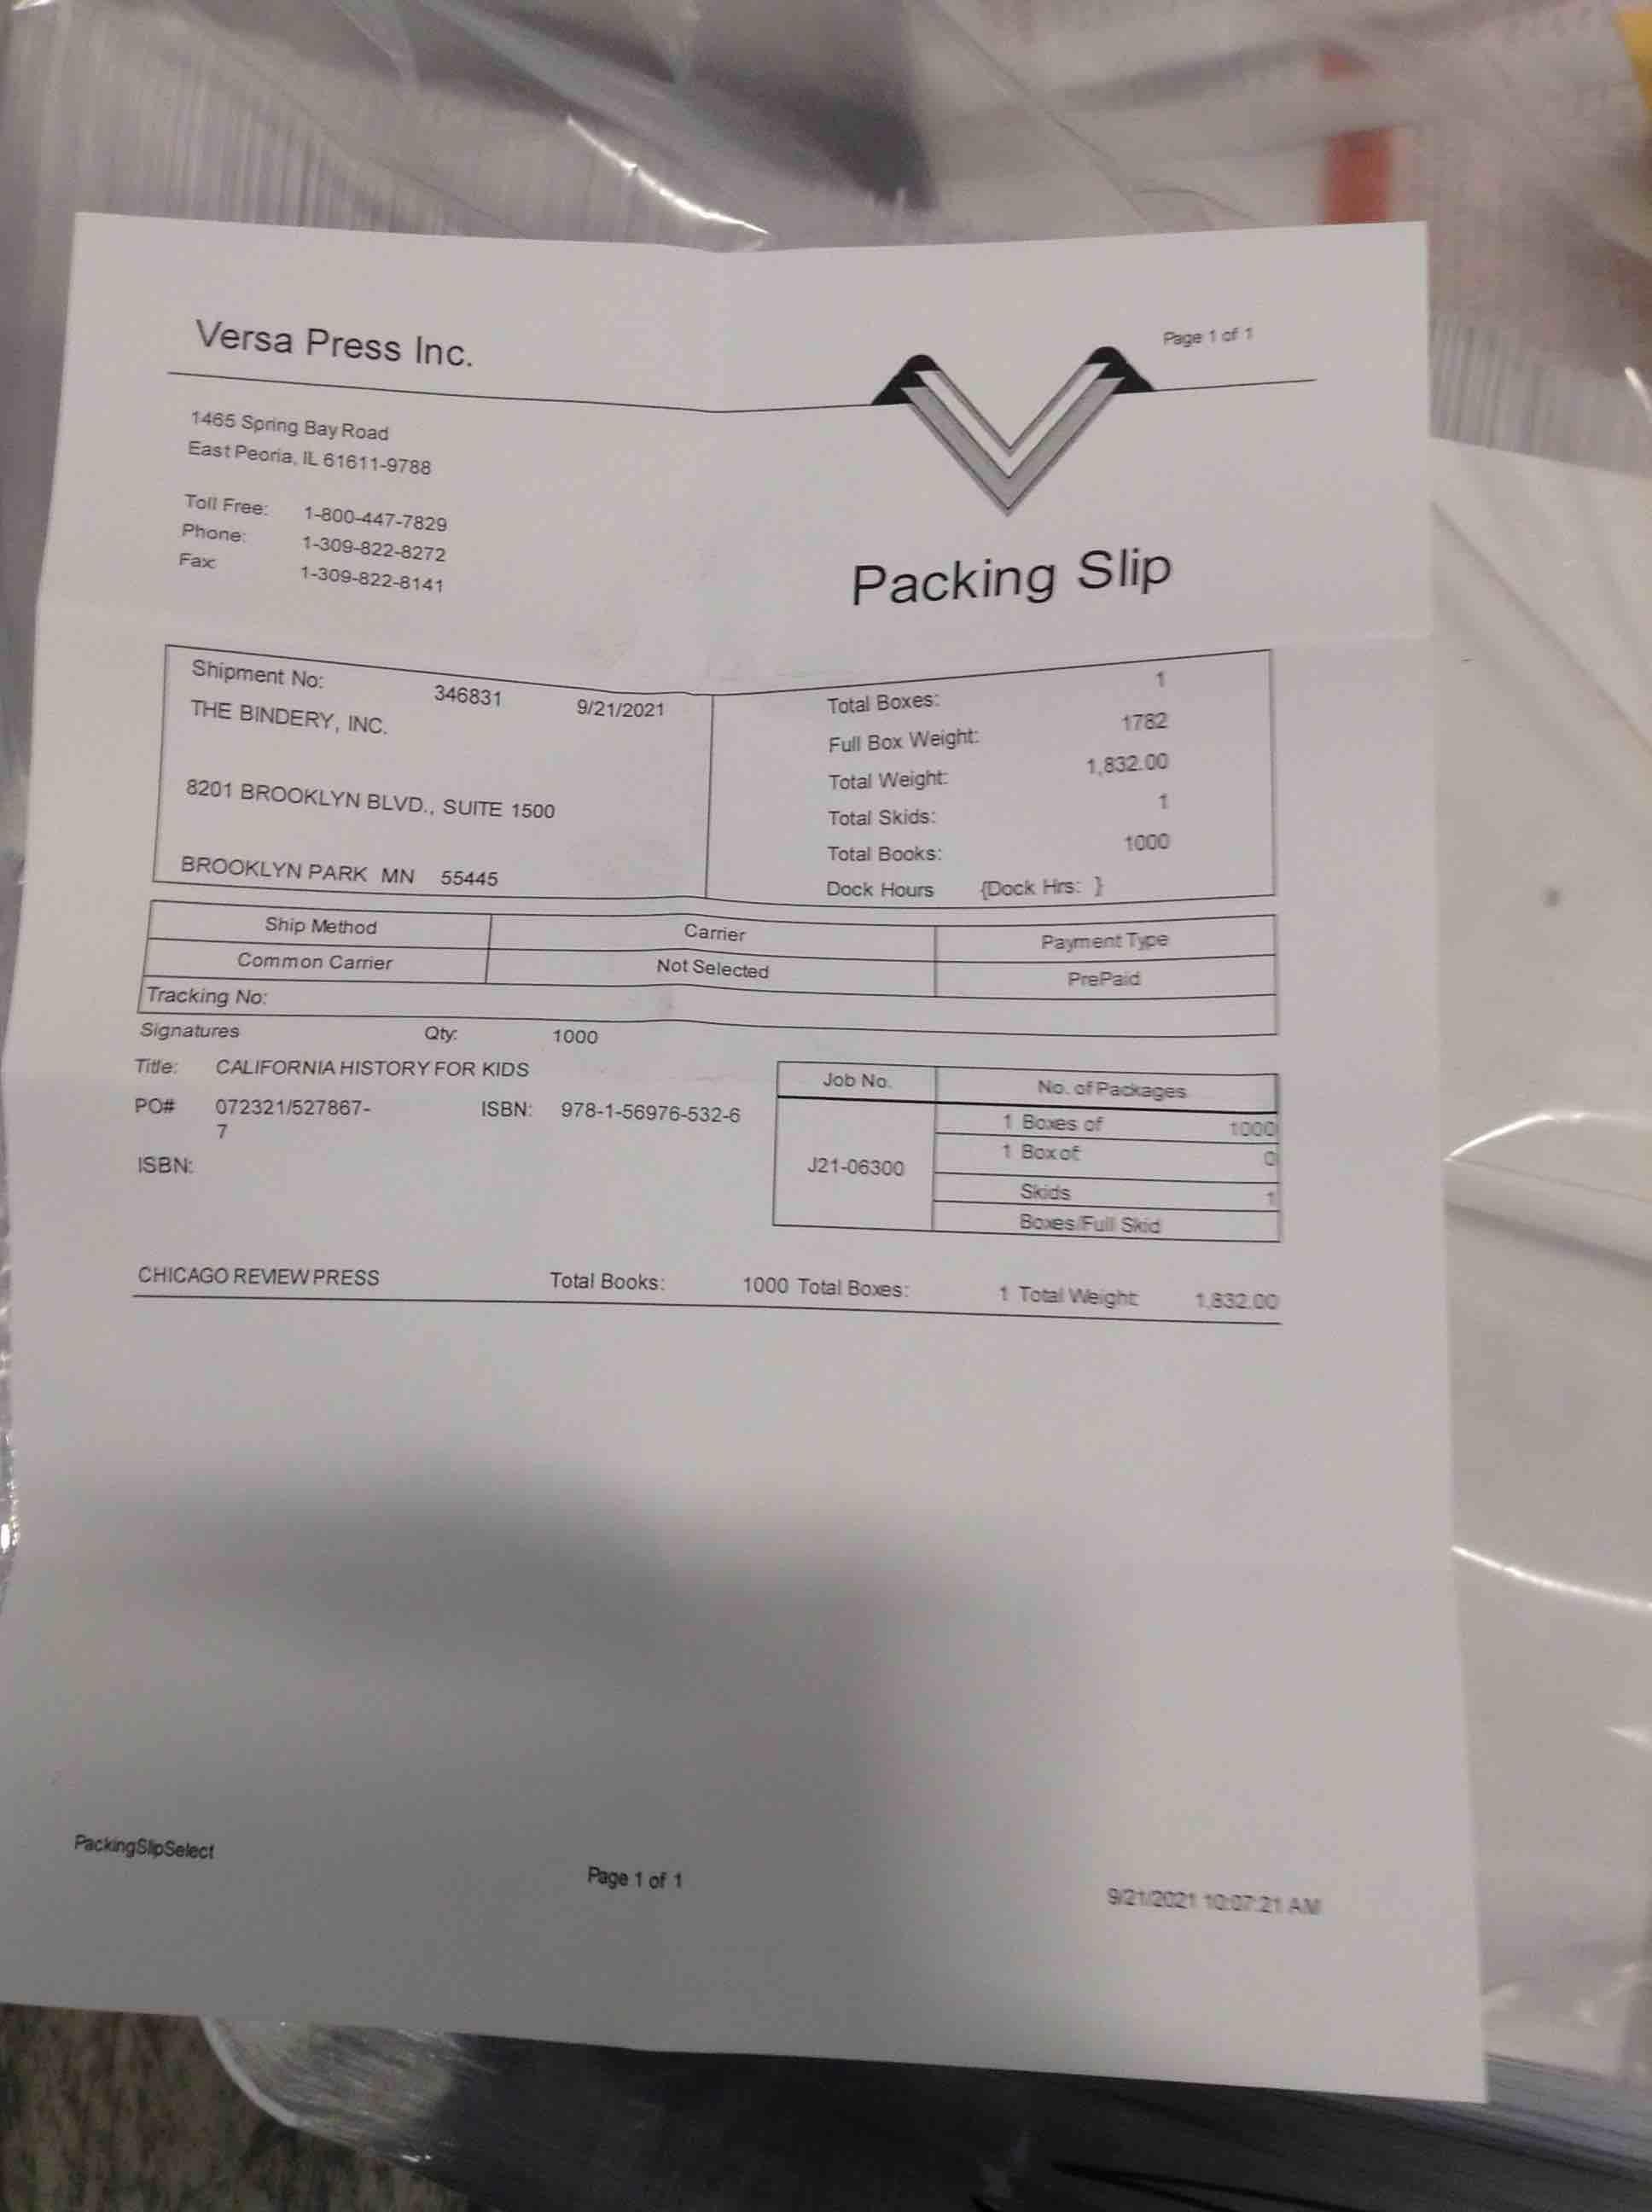 Page 1 of 1
Versa Press Inc.
1465 Spring Bay Road
East Peoria, IL 61611-9788
Toll Free: 1-800-447-7829
Phone: 1-309-822-8272
Fax: 1-309-822-8141
Packing Slip
Shipment No: 346831 9/21/2021
THE BINDERY, INC.
8201 BROOKLYN BLVD., SUITE 1500
BROOKLYN PARK MN 55445
Total Boxes: 1
Full Box Weight: 1782
Total Weight: 1,832.00
Total Skids: 1
Total Books: 1000
Dock Hours {Dock Hrs: }
Ship Method Carrier Payment Type
Common Carrier Not Selected PrePaid
Tracking No:
Signatures Qty: 1000
Title: CALIFORNIA HISTORY FOR KIDS
PO# 072321/527867- ISBN: 978-1-56976-532-6
7
ISBN:
Job No. No. of Packages
J21-06300
1 Boxes of 1000
1 Box of 0
Skids 1
Boxes/Full Skid
CHICAGO REVIEW PRESS Total Books: 1000 Total Boxes: 1 Total Weight: 1,832.00
PackingSlipSelect Page 1 of 1 9/21/2021 10:07:21 AM